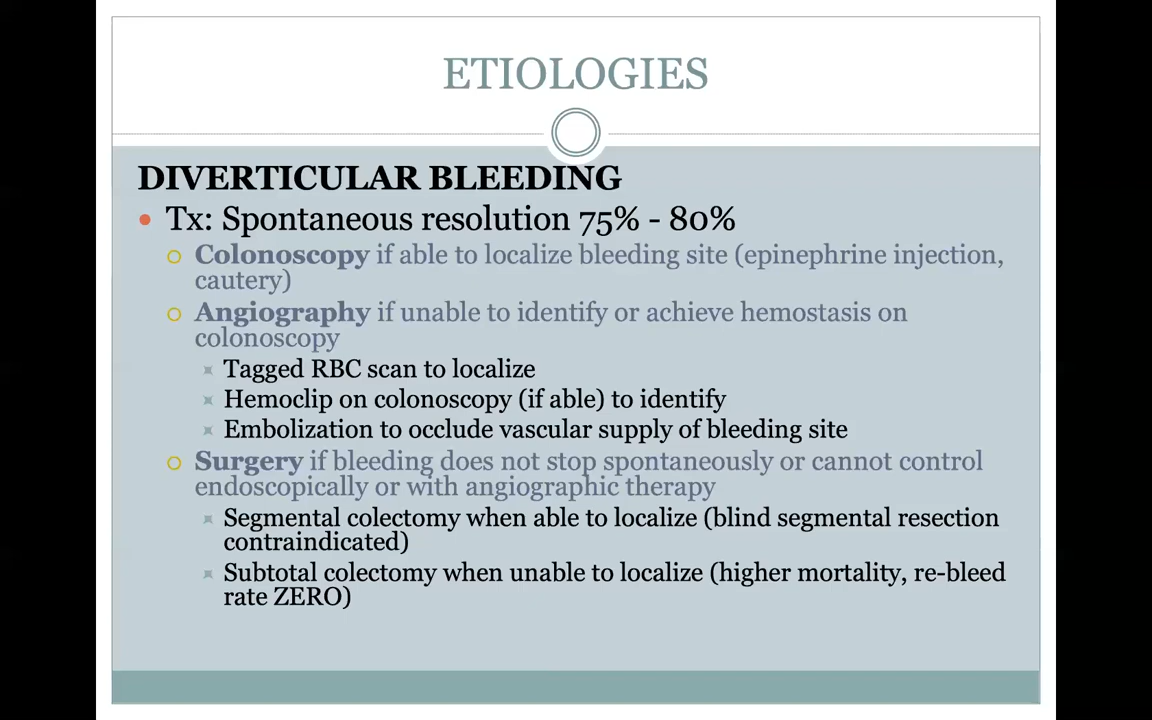 ETIOLOGIES
DIVERTICULAR BLEEDING
Tx: Spontaneous resolution 75% - 80%
Colonoscopy if able to localize bleeding site (epinephrine injection,
cautery)
Angiography if unable to identify or achieve hemostasis on
colonoscopy
Tagged RBC scan to localize
Hemoclip on colonoscopy (if able) to identify
Embolization to occlude vascular supply of bleeding site
Surgery if bleeding does not stop spontaneously or cannot control
endoscopically or with angiographic therapy
Segmental colectomy when able to localize (blind segmental resection
contraindicated)
Subtotal colectomy when unable to localize (higher mortality, re-bleed
rate ZERO)